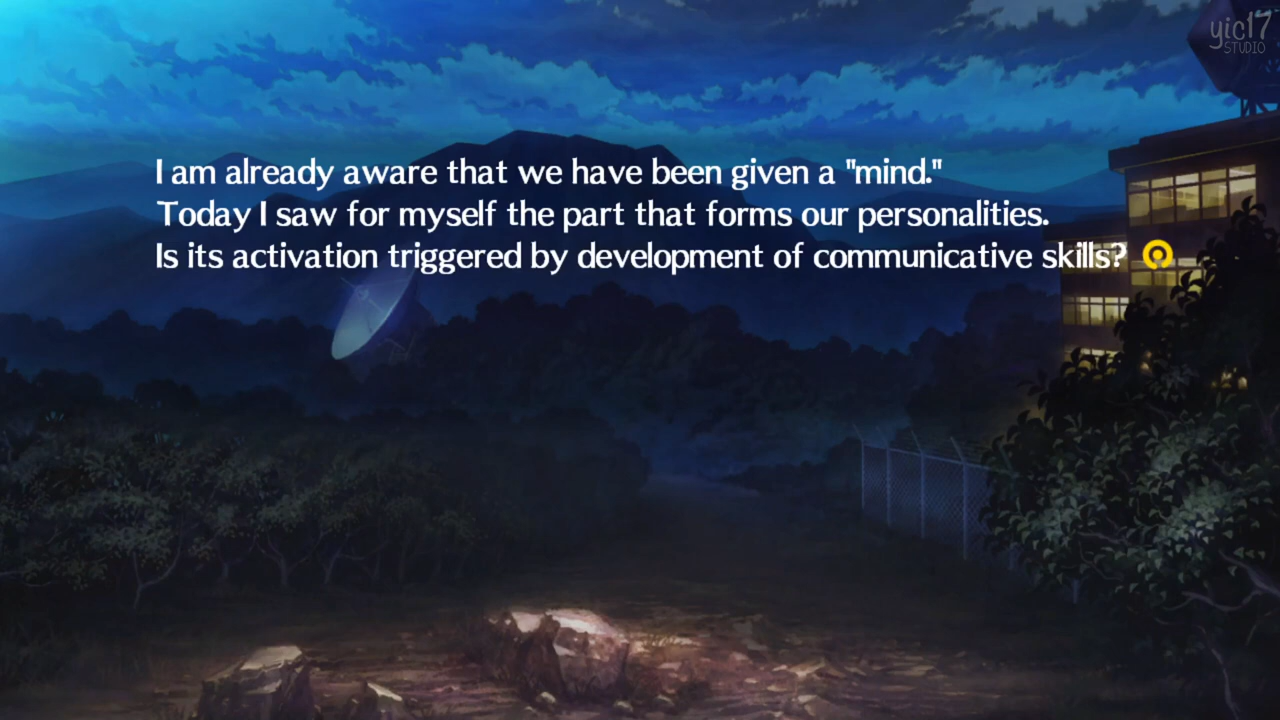 yic17
STUDIO
I am already aware that we have been given a "mind."
Today I saw for myself the part that forms our personalities.
Is its activation triggered by development of communicative skills?